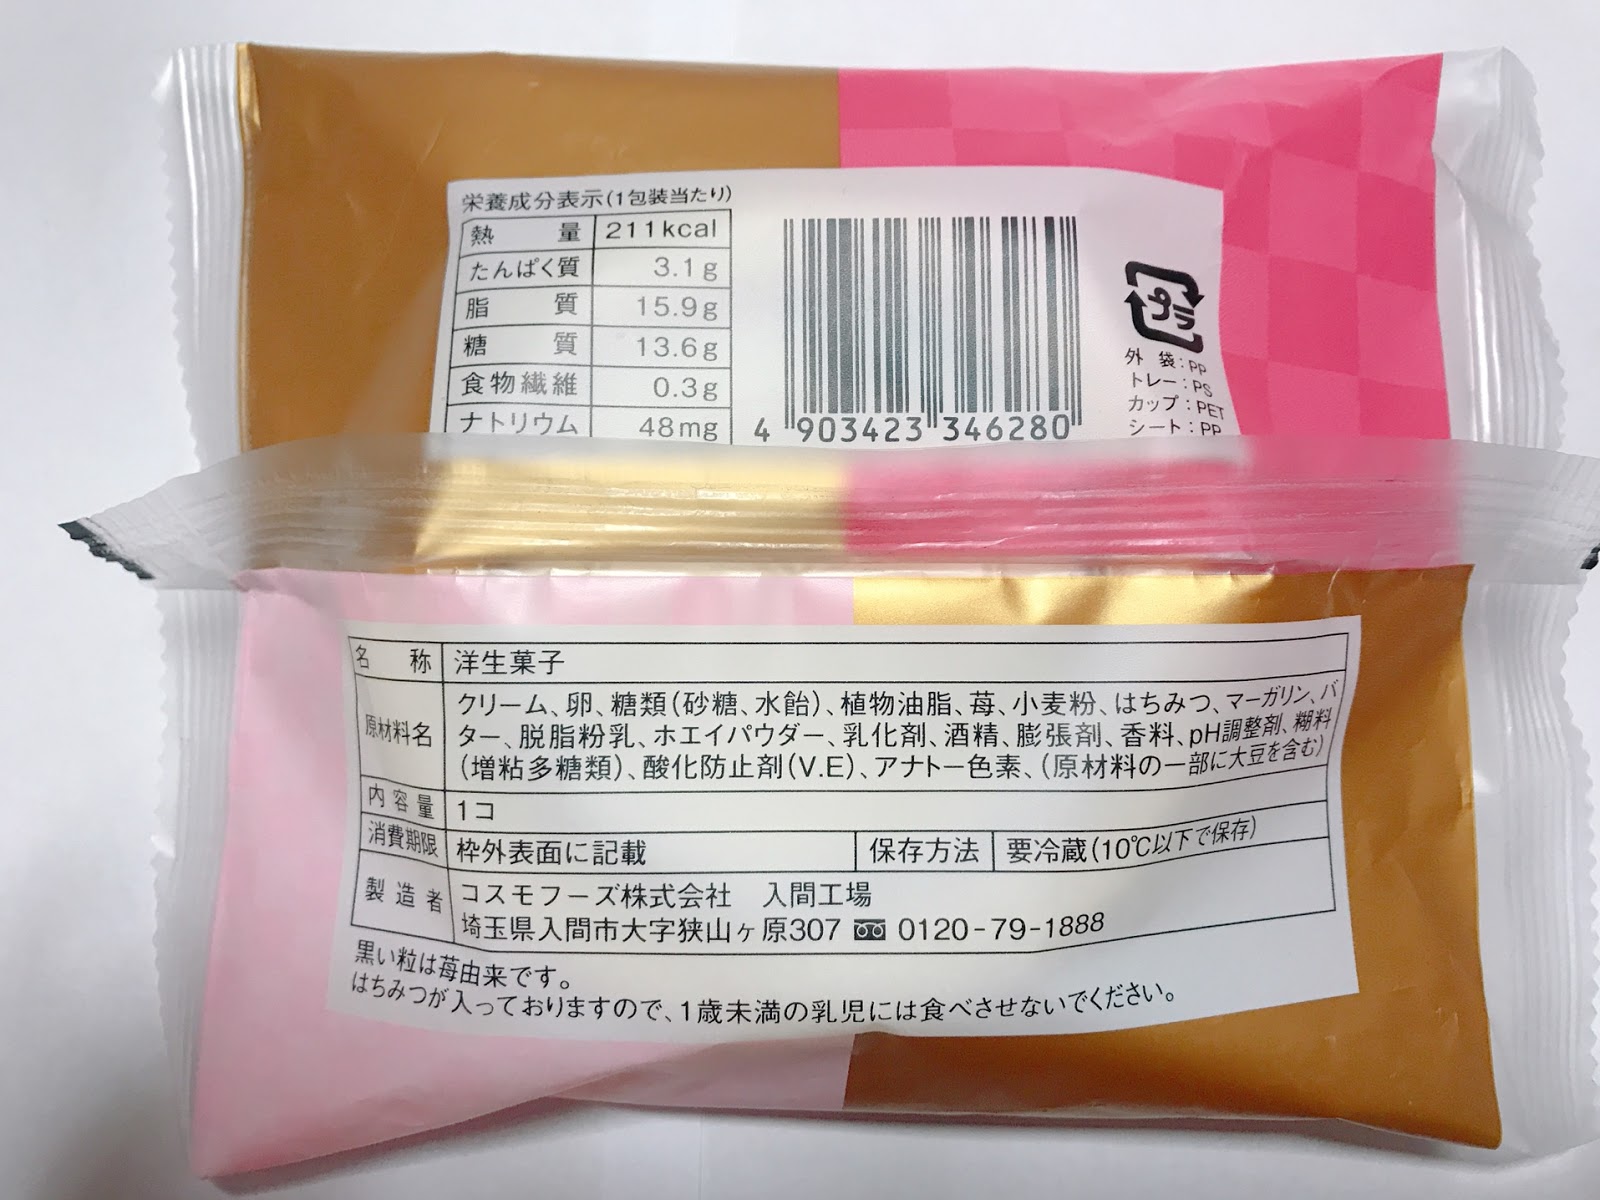 栄養成分表示(1包装当たり)
熱量 211kcal
たんぱく質 3.1g
脂質 15.9g
糖質 13.6g
食物繊維 0.3g
ナトリウム 48mg
4 903423 346280
プラ
外袋:PP
トレー:PS
カップ:PET
シート:PP
名称 洋生菓子
原材料名 クリーム、卵、糖類(砂糖、水飴)、植物油脂、苺、小麦粉、はちみつ、マーガリン、バ
ター、脱脂粉乳、ホエイパウダー、乳化剤、酒精、膨張剤、香料、pH調整剤、糊料
(増粘多糖類)、酸化防止剤(V.E)、アナトー色素、(原材料の一部に大豆を含む)
内容量 1コ
消費期限 枠外表面に記載 保存方法 要冷蔵(10℃以下で保存)
製造者 コスモフーズ株式会社 入間工場
埼玉県入間市大字狭山ヶ原307 0120-79-1888
黒い粒は苺由来です。
はちみつが入っておりますので、1歳未満の乳児には食べさせないでください。